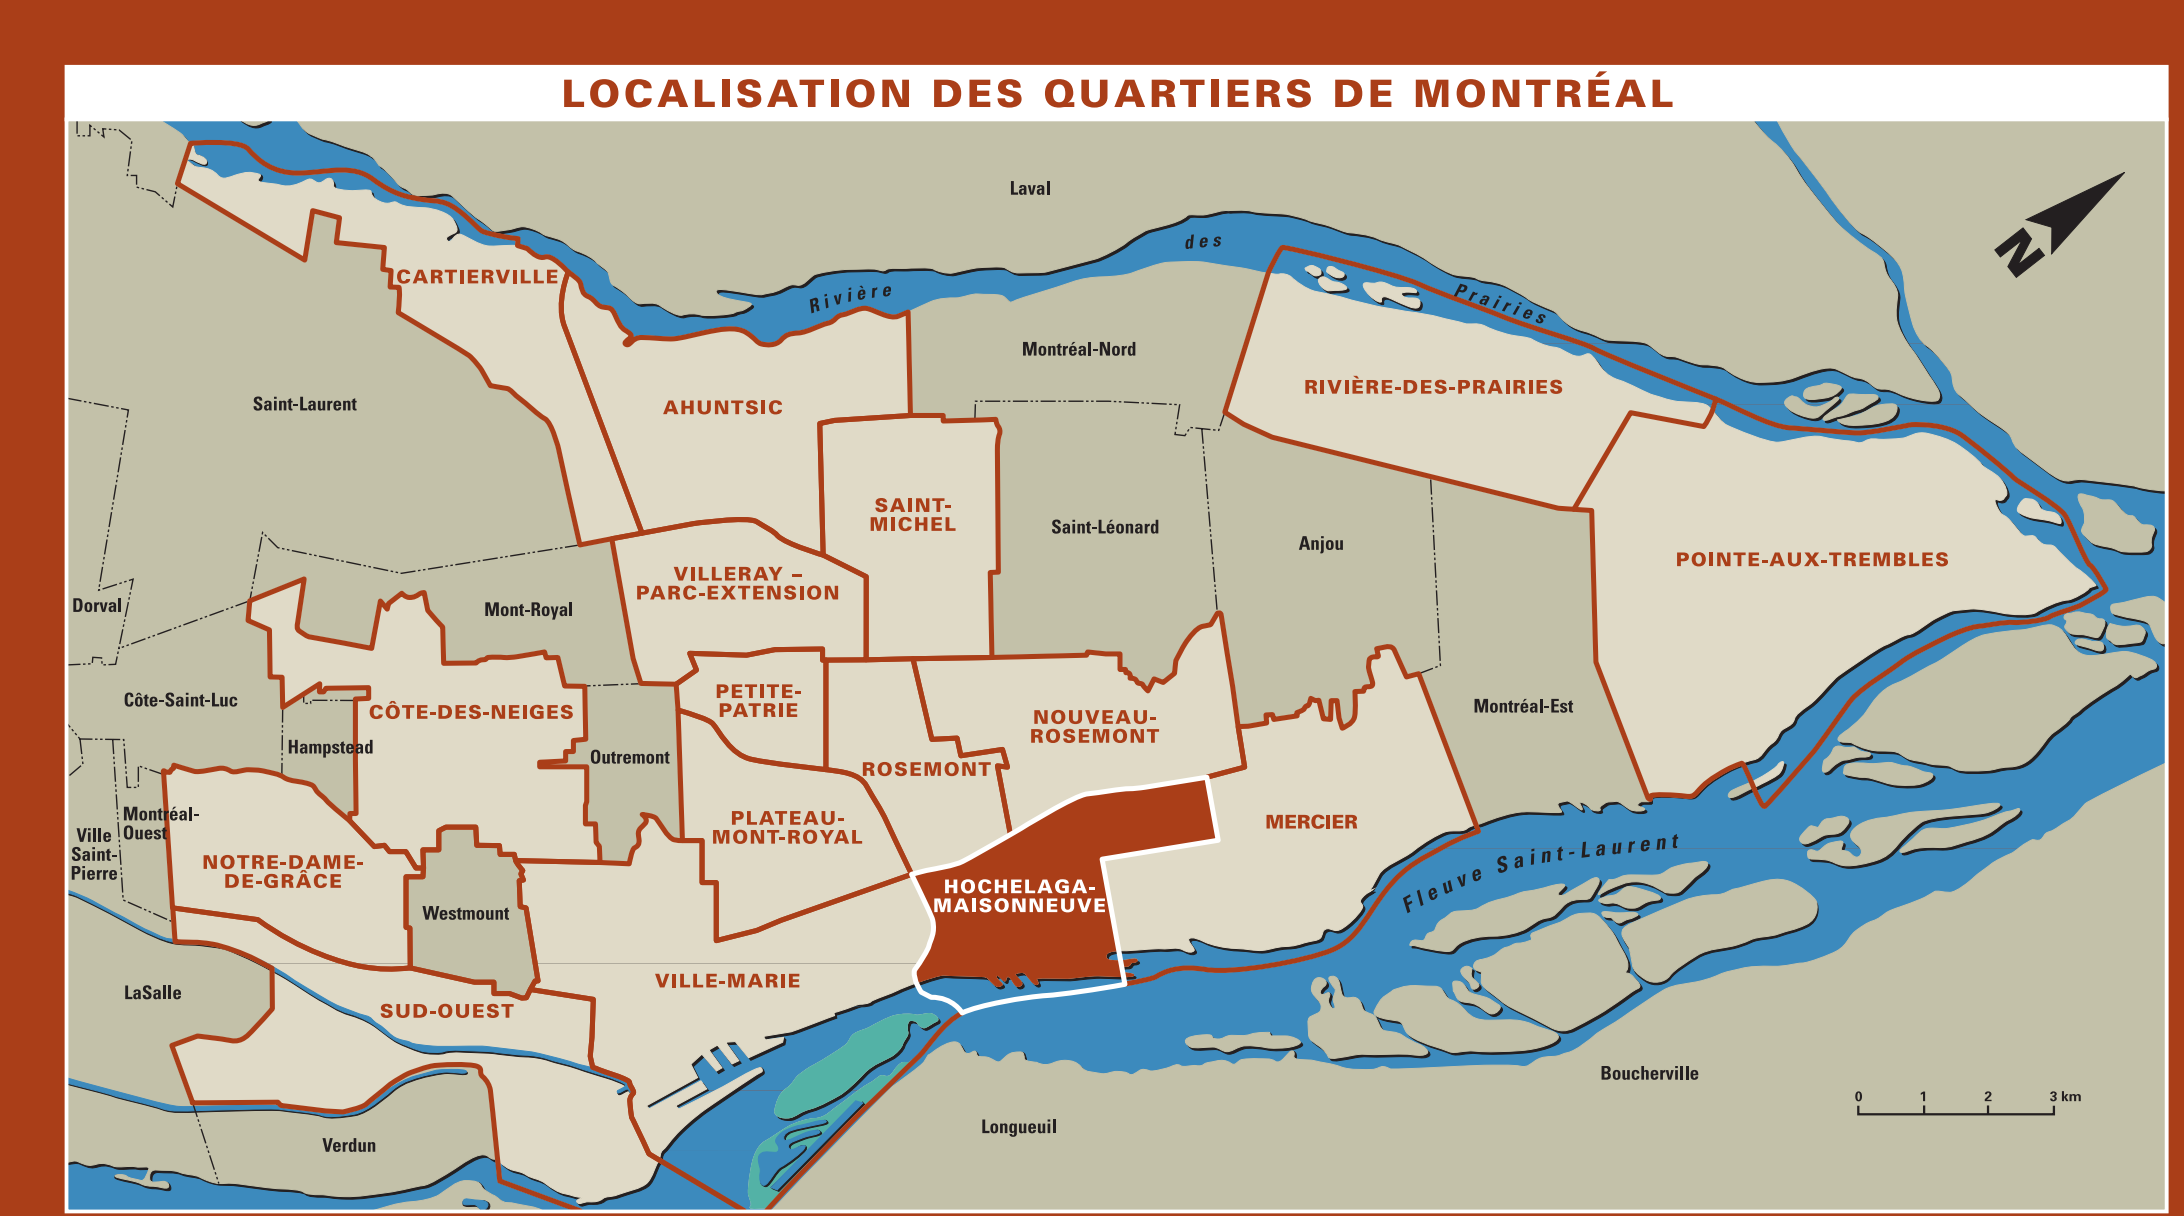 LOCALISATION DES QUARTIERS DE MONTRÉAL
Laval
N
des
Rivière
Prairies
CARTIERVILLE
Montréal-Nord
RIVIÈRE-DES-PRAIRIES
Saint-Laurent
AHUNTSIC
SAINT-
MICHEL
Saint-Léonard
Anjou
POINTE-AUX-TREMBLES
VILLERAY –
PARC-EXTENSION
Dorval
Mont-Royal
Côte-Saint-Luc
CÔTE-DES-NEIGES
PETITE-
PATRIE
NOUVEAU-
ROSEMONT
Montréal-Est
Hampstead
Outremont
ROSEMONT
Montréal-
Ouest
Ville
Saint-
Pierre
PLATEAU-
MONT-ROYAL
MERCIER
NOTRE-DAME-
DE-GRÂCE
Fleuve Saint-Laurent
HOCHELAGA-
MAISONNEUVE
Westmount
LaSalle
VILLE-MARIE
SUD-OUEST
Boucherville
0 1 2 3 km
Longueuil
Verdun